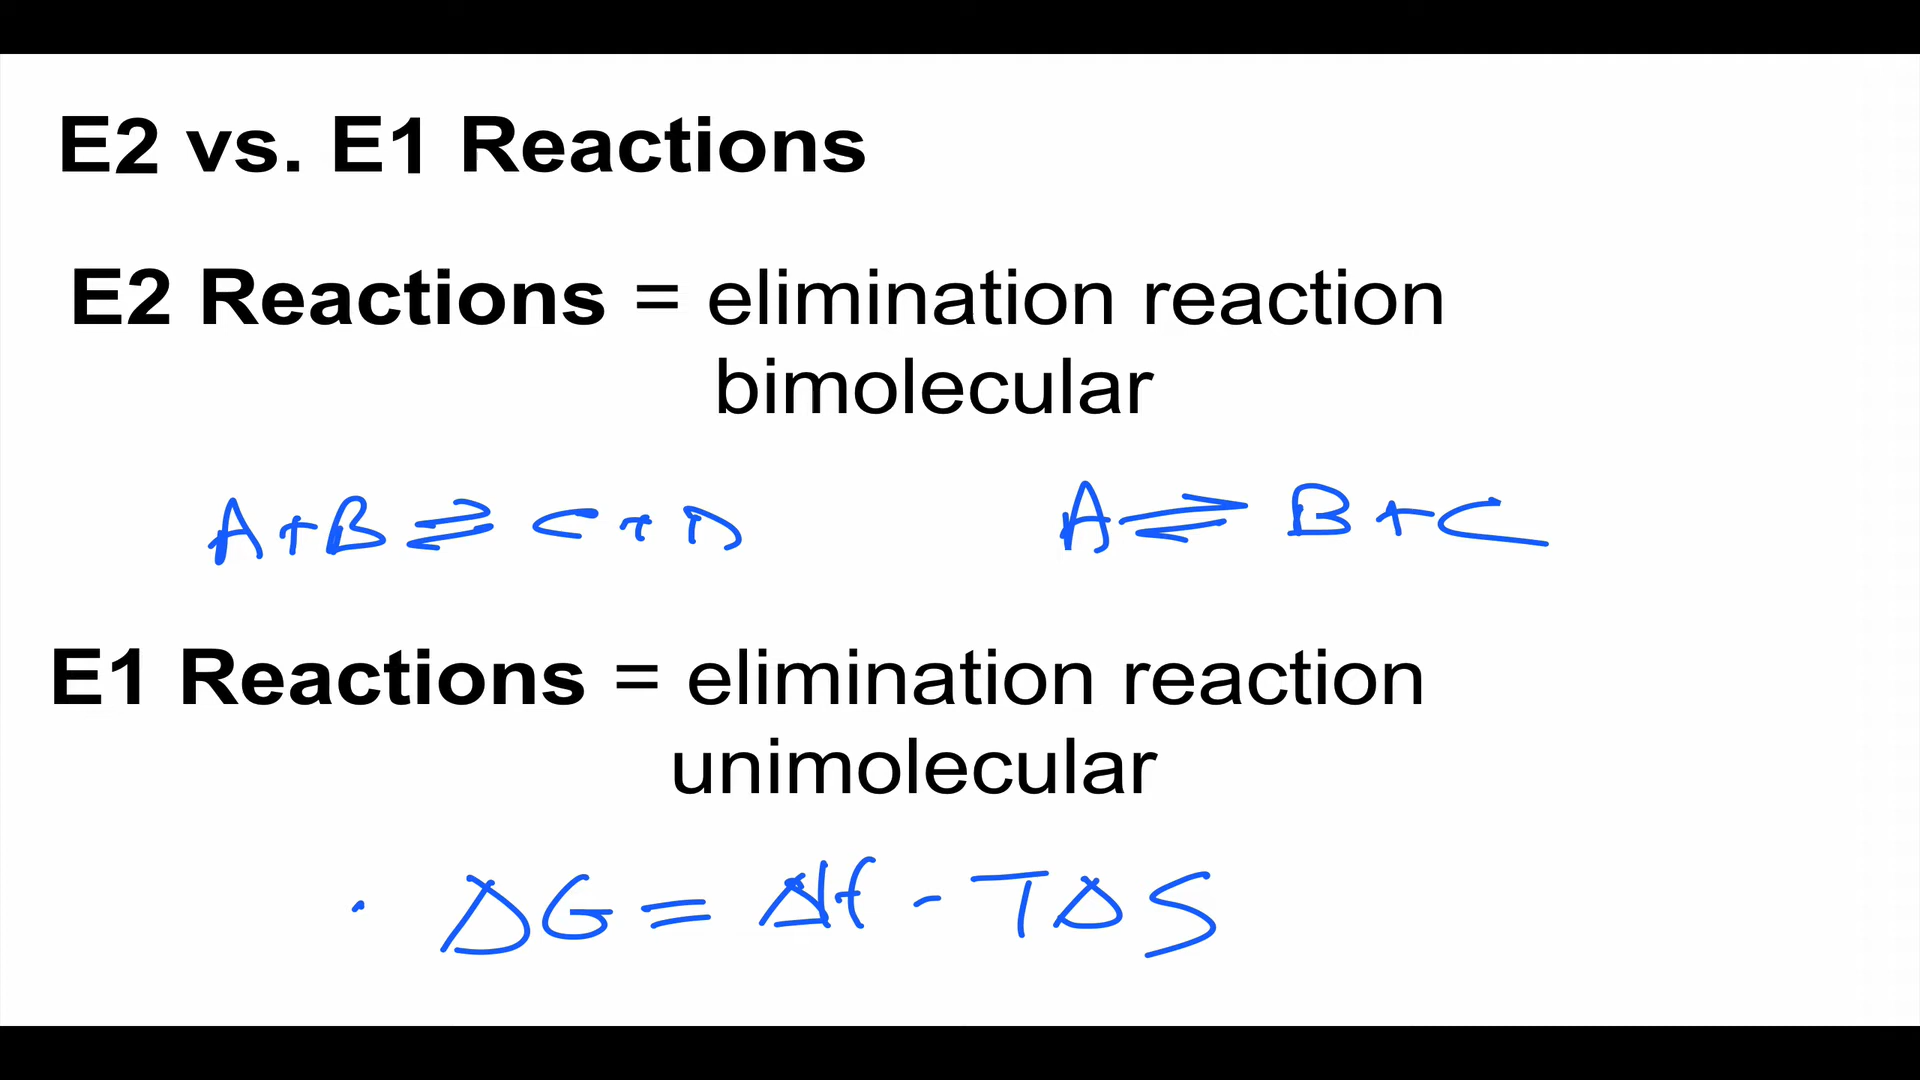 E2 vs. E1 Reactions
E2 Reactions = elimination reaction
bimolecular
A+B ⇌ C+D
A ⇌ B+C
E1 Reactions = elimination reaction
unimolecular
ΔG = ΔH - TΔS